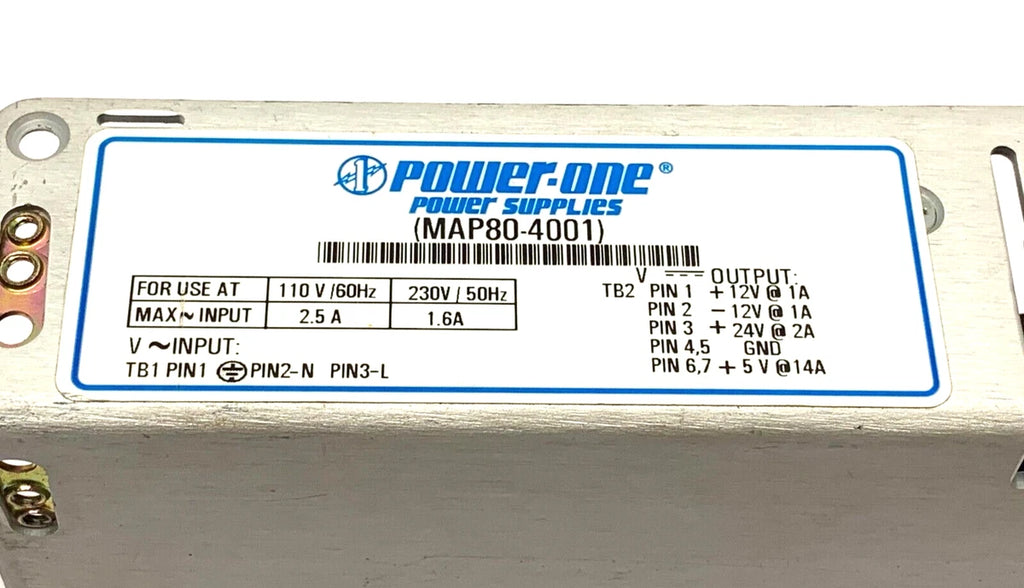 POWER-ONE®
POWER SUPPLIES
(MAP80-4001)
FOR USE AT 110 V /60Hz 230V / 50Hz
MAX ~ INPUT 2.5 A 1.6A
V ~INPUT:
TB1 PIN1 PIN2-N PIN3-L
V OUTPUT:
TB2 PIN 1 + 12V @ 1A
PIN 2 - 12V @ 1A
PIN 3 + 24V @ 2A
PIN 4,5 GND
PIN 6,7 + 5 V @ 14A